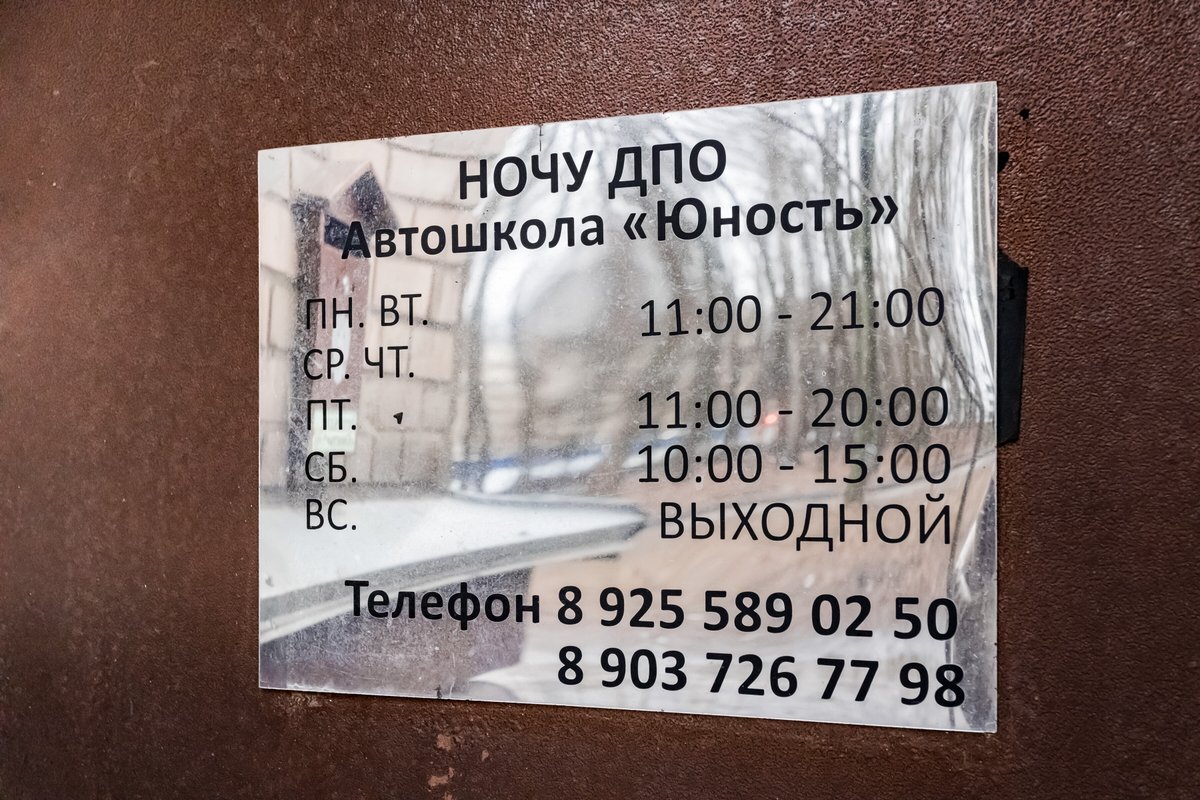 НОЧУ ДПО
Автошкола «Юность»
ПН. ВТ. 11:00 - 21:00
СР. ЧТ.
ПТ. 11:00 - 20:00
СБ. 10:00 - 15:00
ВС. ВЫХОДНОЙ
Телефон 8 925 589 02 50
8 903 726 77 98